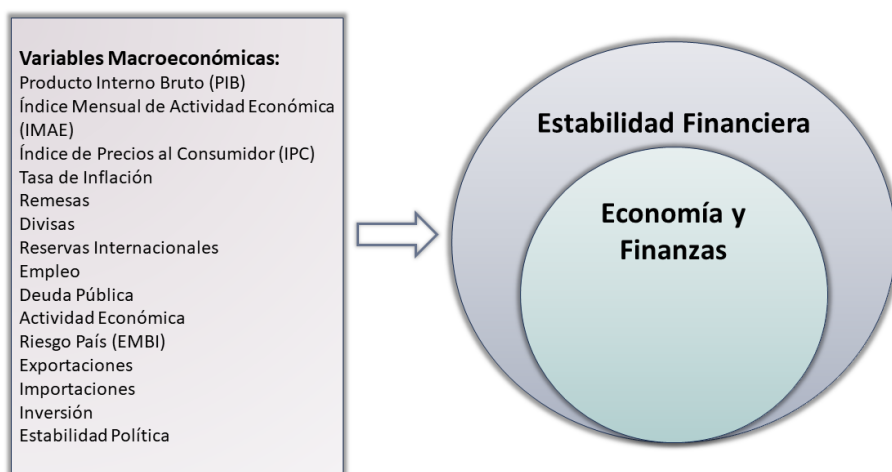 Variables Macroeconómicas:
Producto Interno Bruto (PIB)
Índice Mensual de Actividad Económica
(IMAE)
Índice de Precios al Consumidor (IPC)
Tasa de Inflación
Remesas
Divisas
Reservas Internacionales
Empleo
Deuda Pública
Actividad Económica
Riesgo País (EMBI)
Exportaciones
Importaciones
Inversión
Estabilidad Política
Estabilidad Financiera
Economía y
Finanzas